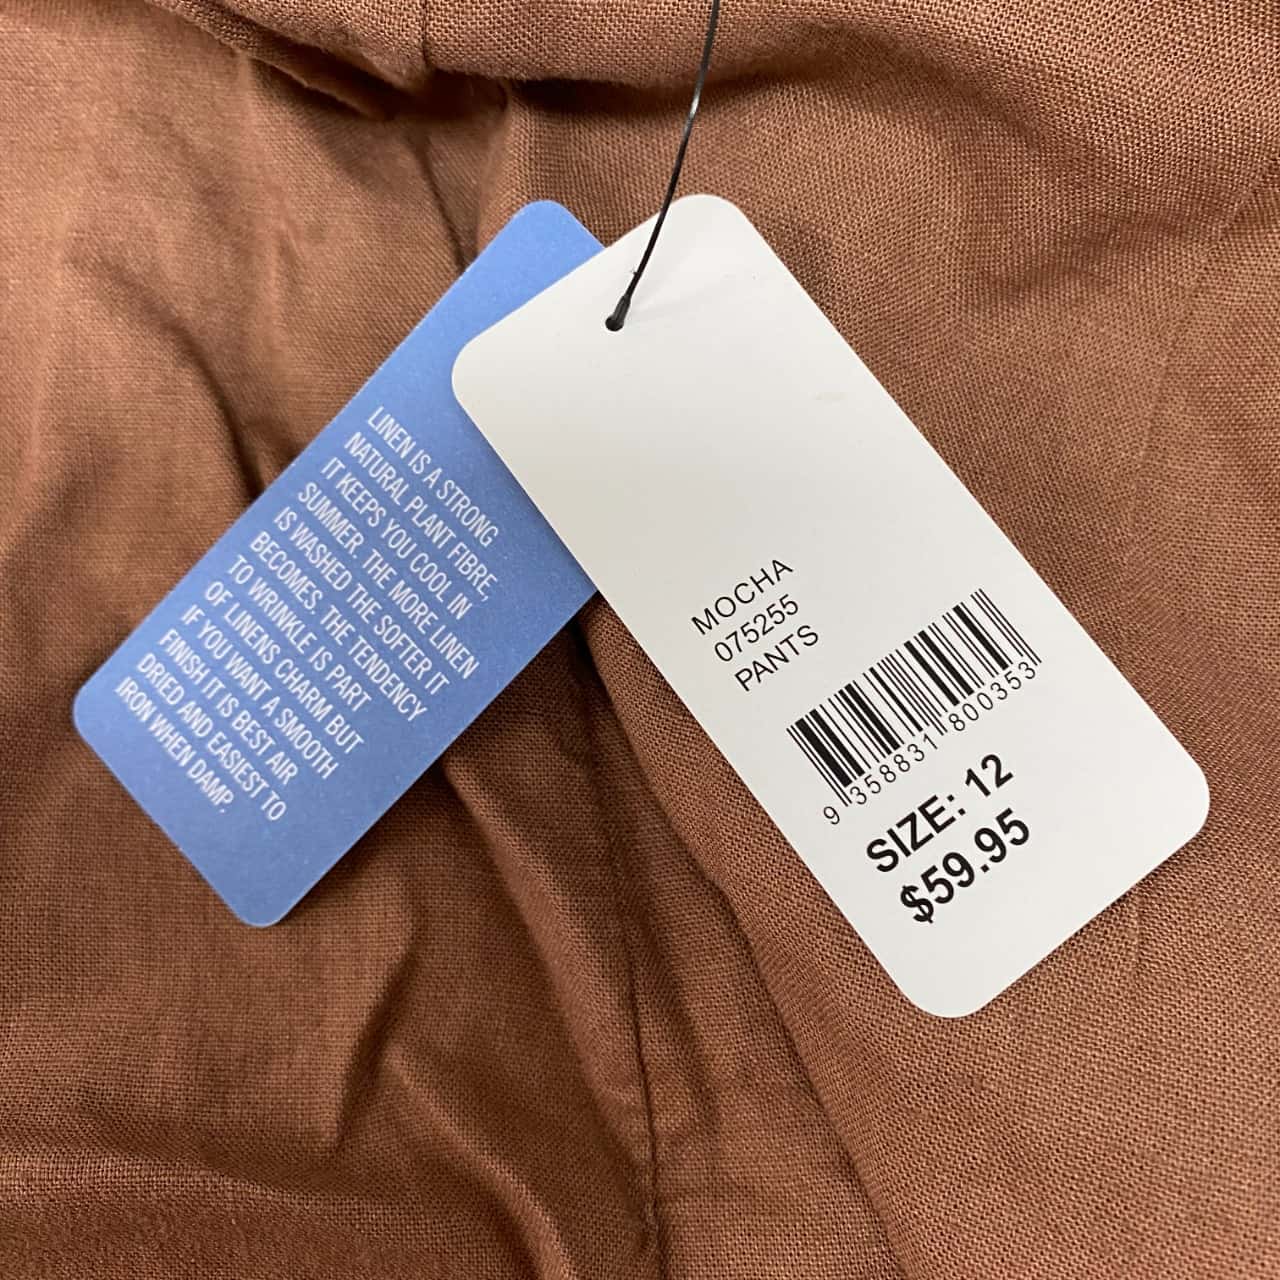 LINEN IS A STRONG
NATURAL PLANT FIBRE,
IT KEEPS YOU COOL IN
SUMMER. THE MORE LINEN
IS WASHED THE SOFTER IT
BECOMES. THE TENDENCY
TO WRINKLE IS PART
OF LINENS CHARM BUT
IF YOU WANT A SMOOTH
FINISH IT IS BEST AIR
DRIED AND EASIEST TO
IRON WHEN DAMP.
MOCHA
075255
PANTS
9 358831 800353
SIZE: 12
$59.95